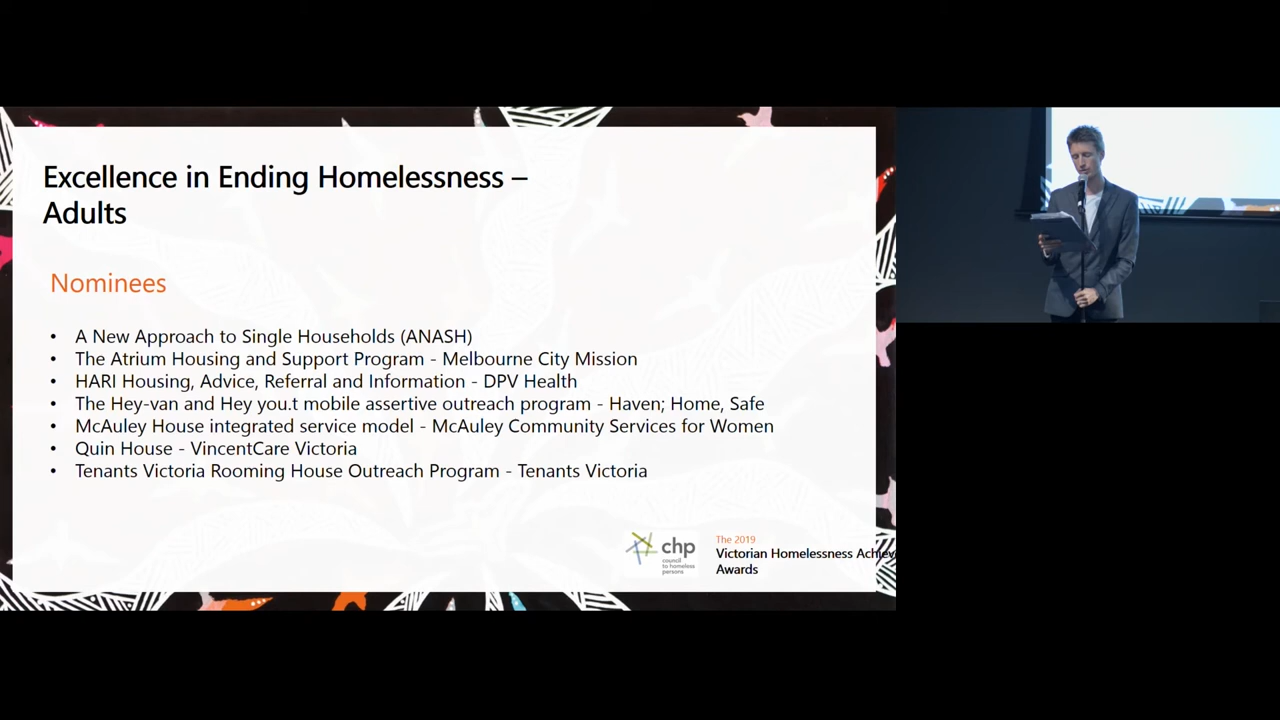 Excellence in Ending Homelessness –
Adults
Nominees
• A New Approach to Single Households (ANASH)
• The Atrium Housing and Support Program - Melbourne City Mission
• HARI Housing, Advice, Referral and Information - DPV Health
• The Hey-van and Hey you.t mobile assertive outreach program - Haven; Home, Safe
• McAuley House integrated service model - McAuley Community Services for Women
• Quin House - VincentCare Victoria
• Tenants Victoria Rooming House Outreach Program - Tenants Victoria
chp
council
to homeless
persons
The 2019
Victorian Homelessness Achiev
Awards